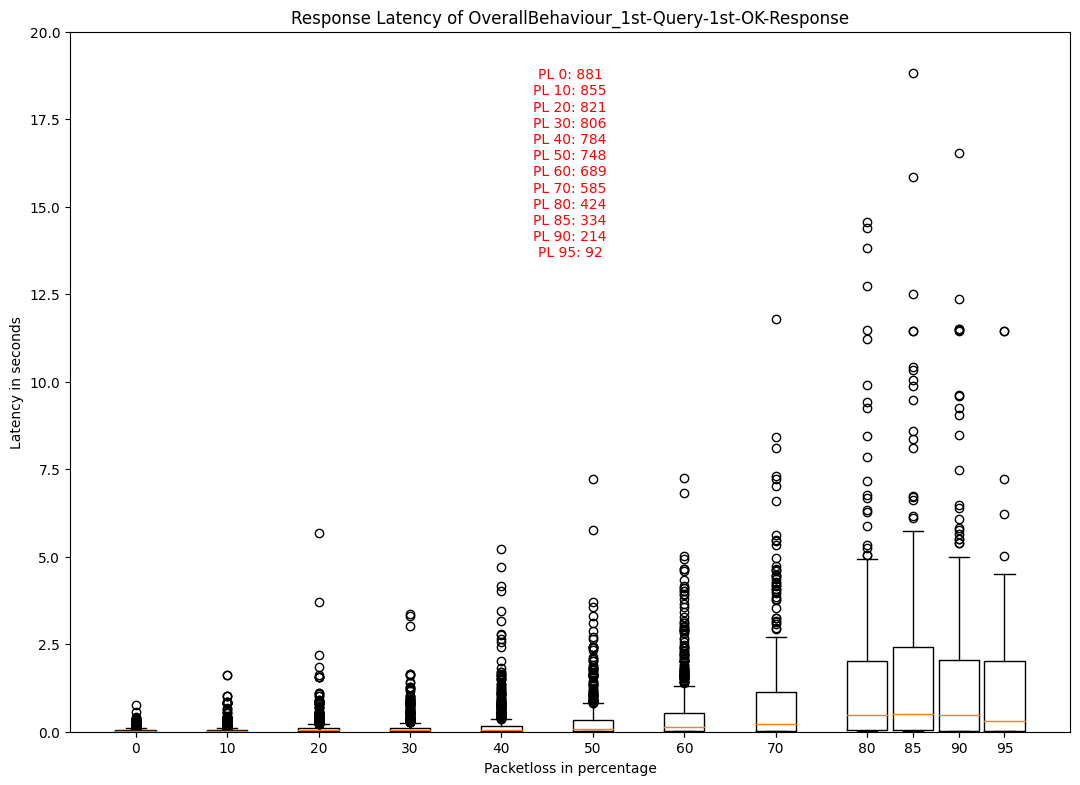 Response Latency of OverallBehaviour_1st-Query-1st-OK-Response
20.0
17.5
15.0
12.5
10.0
7.5
5.0
2.5
0.0
Latency in seconds
PL 0: 881
PL 10: 855
PL 20: 821
PL 30: 806
PL 40: 784
PL 50: 748
PL 60: 689
PL 70: 585
PL 80: 424
PL 85: 334
PL 90: 214
PL 95: 92
0 10 20 30 40 50 60 70 80 85 90 95
Packetloss in percentage